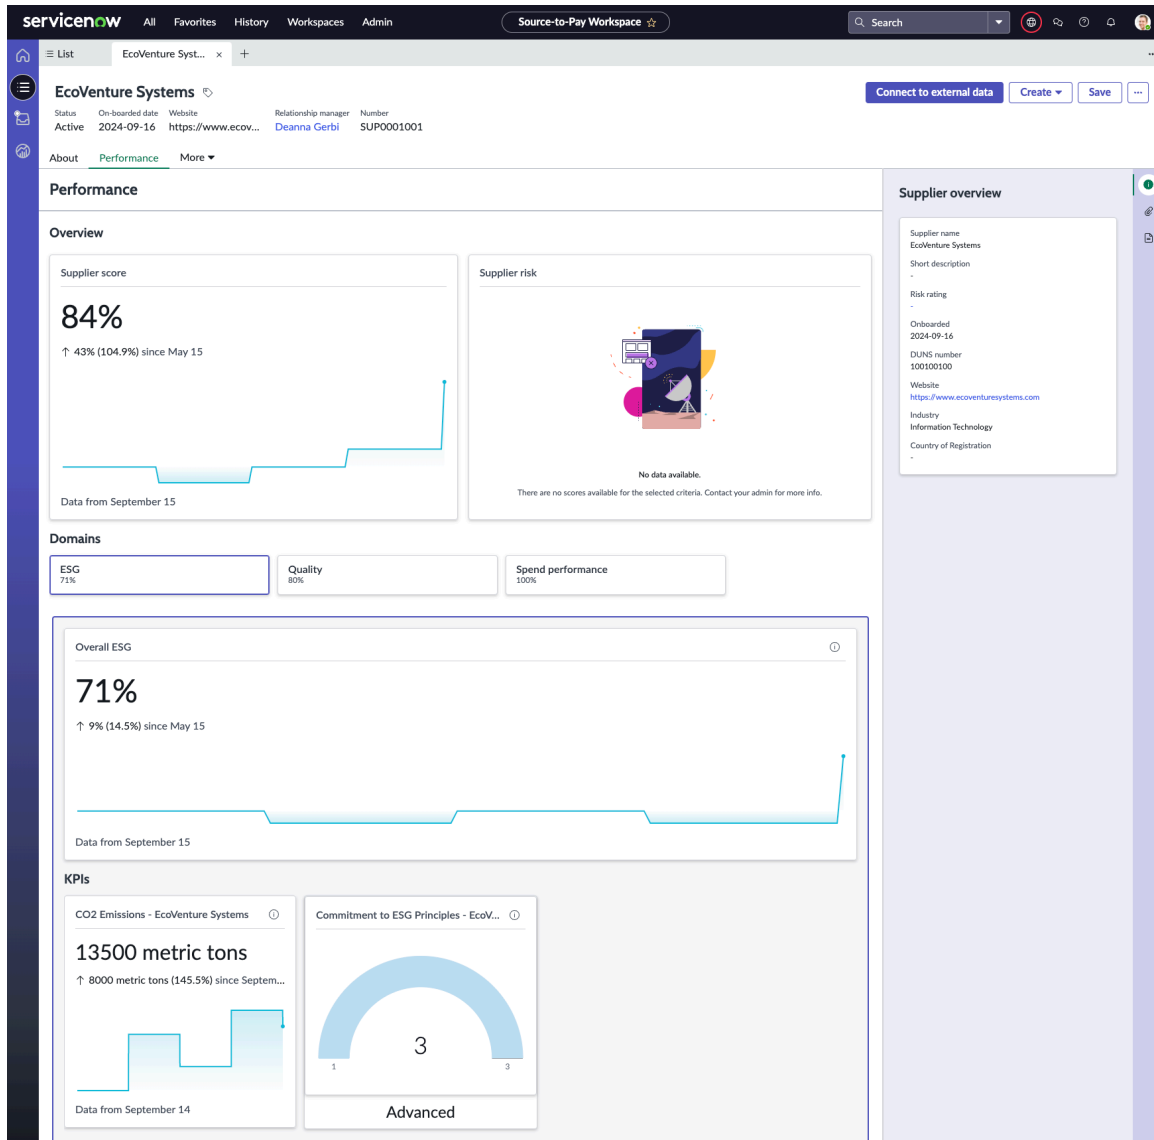 servicenow
All Favorites History Workspaces Admin
Source-to-Pay Workspace
Search
List
EcoVenture Syst...
EcoVenture Systems
Connect to external data
Create
Save
Status
Active
On-boarded date
2024-09-16
Website
https://www.ecov...
Relationship manager
Deanna Gerbi
Number
SUP0001001
About Performance More
Performance
Overview
Supplier score
84%
↑ 43% (104.9%) since May 15
Data from September 15
Supplier risk
No data available.
There are no scores available for the selected criteria. Contact your admin for more info.
Domains
ESG
71%
Quality
80%
Spend performance
100%
Overall ESG
71%
↑ 9% (14.5%) since May 15
Data from September 15
KPIs
CO2 Emissions - EcoVenture Systems
13500 metric tons
↑ 8000 metric tons (145.5%) since Septem...
Data from September 14
Commitment to ESG Principles - EcoV...
3
1
3
Advanced
Supplier overview
Supplier name
EcoVenture Systems
Short description
-
Risk rating
-
Onboarded
2024-09-16
DUNS number
100100100
Website
https://www.ecoventuresystems.com
Industry
Information Technology
Country of Registration
-